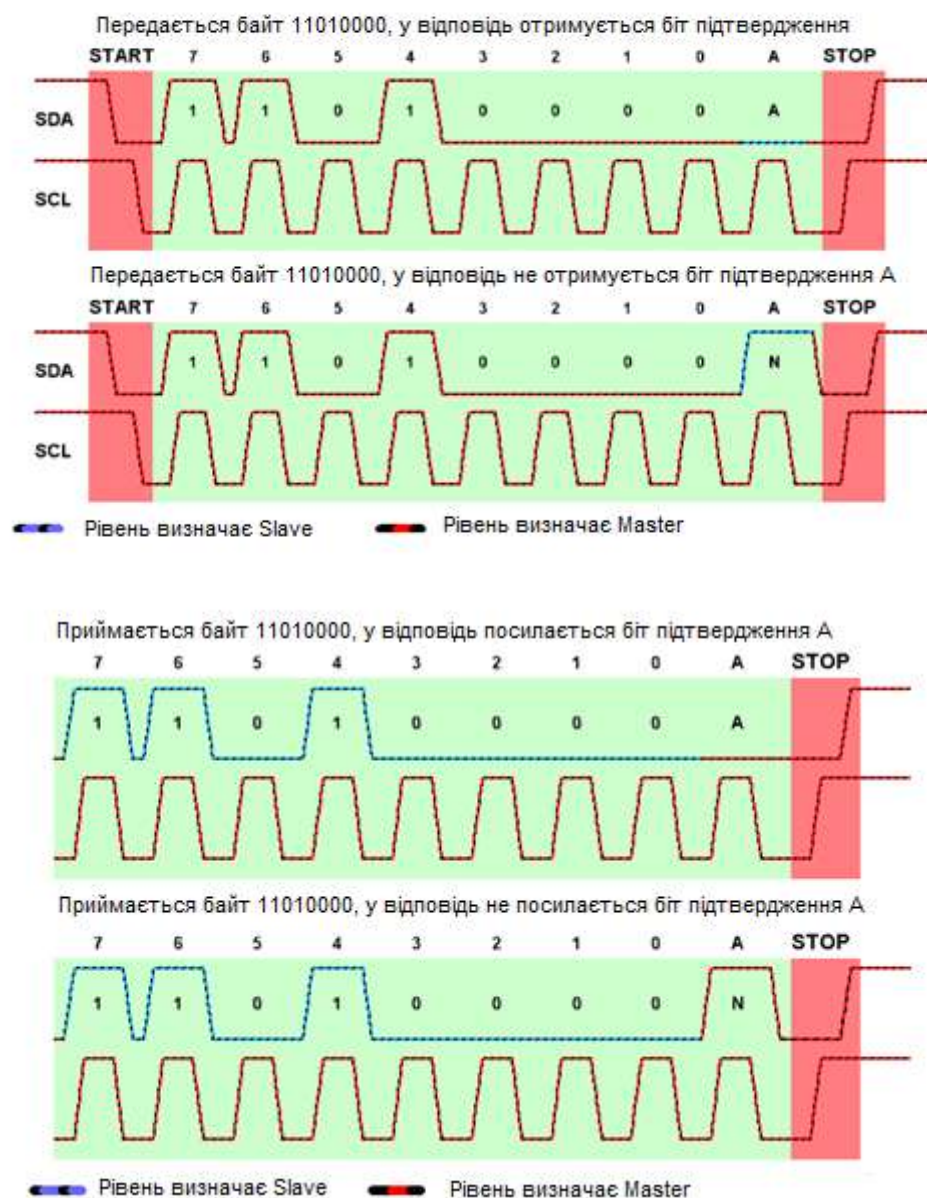 Передається байт 11010000, у відповідь отримується біт підтвердження
START 7 6 5 4 3 2 1 0 A STOP
SDA 1 1 0 1 0 0 0 0 A
SCL
Передається байт 11010000, у відповідь не отримується біт підтвердження А
START 7 6 5 4 3 2 1 0 A STOP
SDA 1 1 0 1 0 0 0 0 N
SCL
Рівень визначає Slave Рівень визначає Master
Приймається байт 11010000, у відповідь посилається біт підтвердження А
7 6 5 4 3 2 1 0 A STOP
1 1 0 1 0 0 0 0 A
Приймається байт 11010000, у відповідь не посилається біт підтвердження А
7 6 5 4 3 2 1 0 A STOP
1 1 0 1 0 0 0 0 N
Рівень визначає Slave Рівень визначає Master